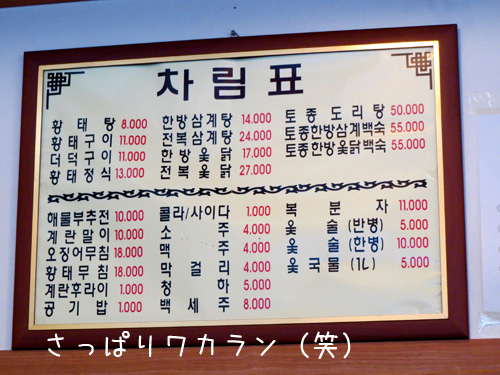 차림표
황태탕 8.000 한방삼계탕 14.000 토종도리탕 50.000
황태구이 11.000 전복삼계탕 24.000 토종한방삼계백숙 55.000
더덕구이 11.000 한방옻닭 17.000 토종한방옻닭백숙 55.000
황태정식 13.000 전복옻닭 27.000
해물부추전 10.000 콜라/사이다 1.000 복분자 11.000
계란말이 10.000 소주 4.000 옻술(반병) 5.000
오징어무침 18.000 맥주 4.000 옻술(한병) 10.000
황태무침 18.000 막걸리 4.000 옻국물(1L) 5.000
계란후라이 1.000 청하 5.000
공기밥 1.000 백세주 8.000
さっぱりワカラン(笑)